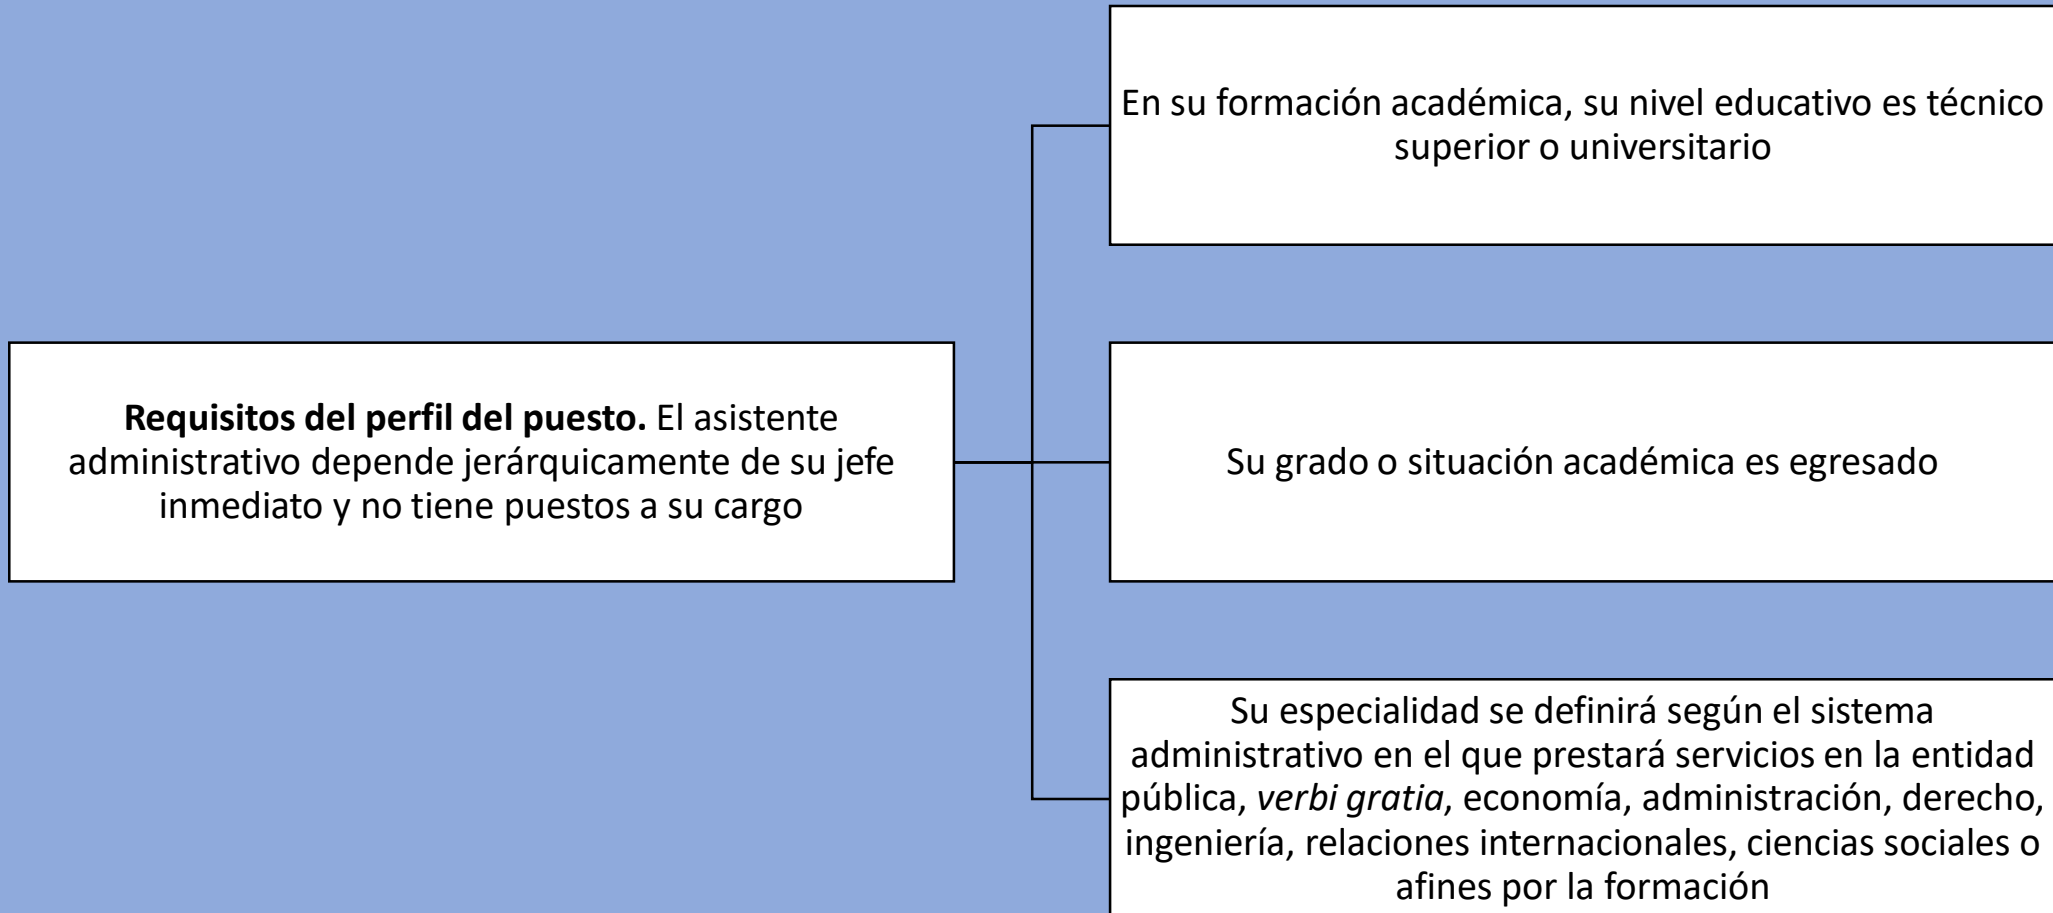 En su formación académica, su nivel educativo es técnico
superior o universitario
Requisitos del perfil del puesto. El asistente
administrativo depende jerárquicamente de su jefe
inmediato y no tiene puestos a su cargo
Su grado o situación académica es egresado
Su especialidad se definirá según el sistema
administrativo en el que prestará servicios en la entidad
pública, verbi gratia, economía, administración, derecho,
ingeniería, relaciones internacionales, ciencias sociales o
afines por la formación